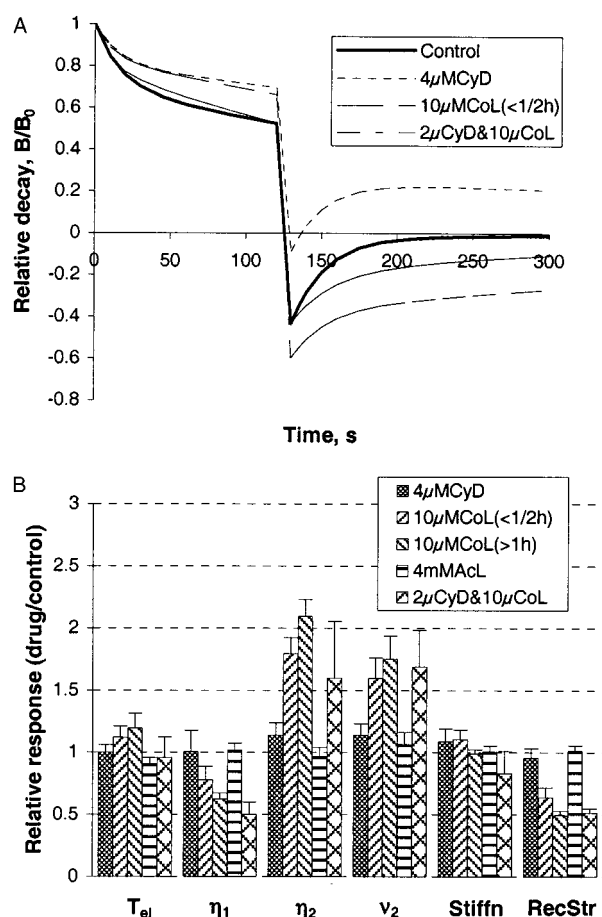 A
Relative decay, B/B₀
1
0.8
0.6
0.4
0.2
0
-0.2
-0.4
-0.6
-0.8
0 50 100 150 200 250 300
Time, s
Control
4µMCyD
10µMCoL(<1/2h)
2µCyD&10µCoL
B
Relative response (drug/control)
3
2.5
2
1.5
1
0.5
0
4µMCyD
10µMCoL(<1/2h)
10µMCoL(>1h)
4mMAcL
2µCyD&10µCoL
Tel η₁ η₂ ν₂ Stiffn RecStr